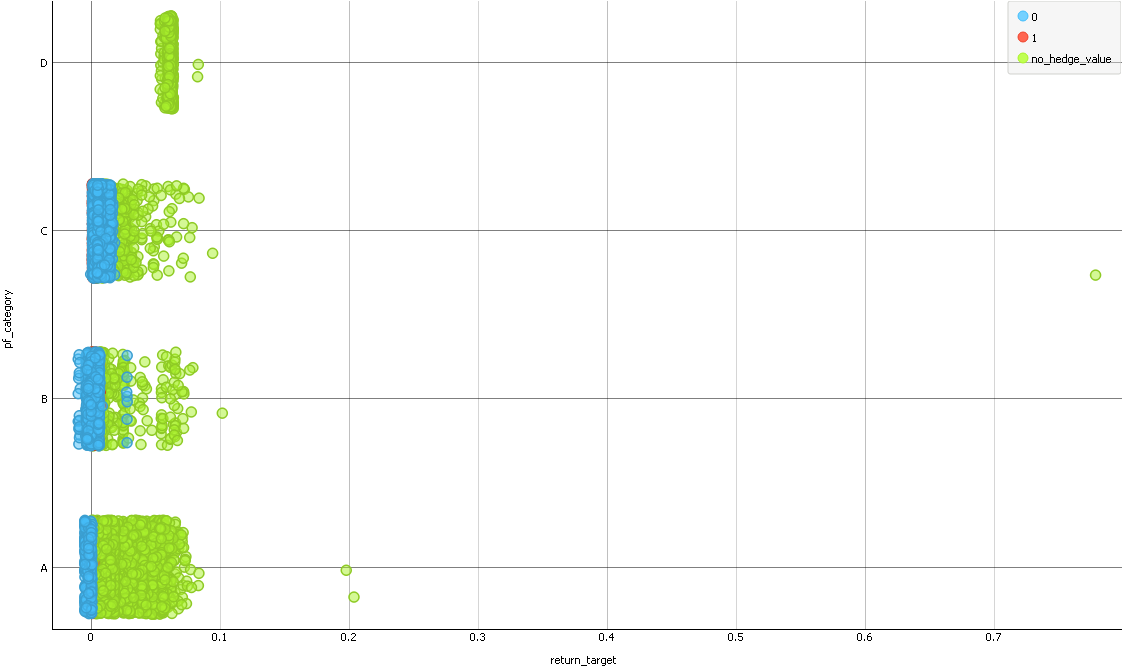 0
1
no_hedge_value
D
C
B
A
pf_category
0
0.1
0.2
0.3
0.4
0.5
0.6
0.7
return_target